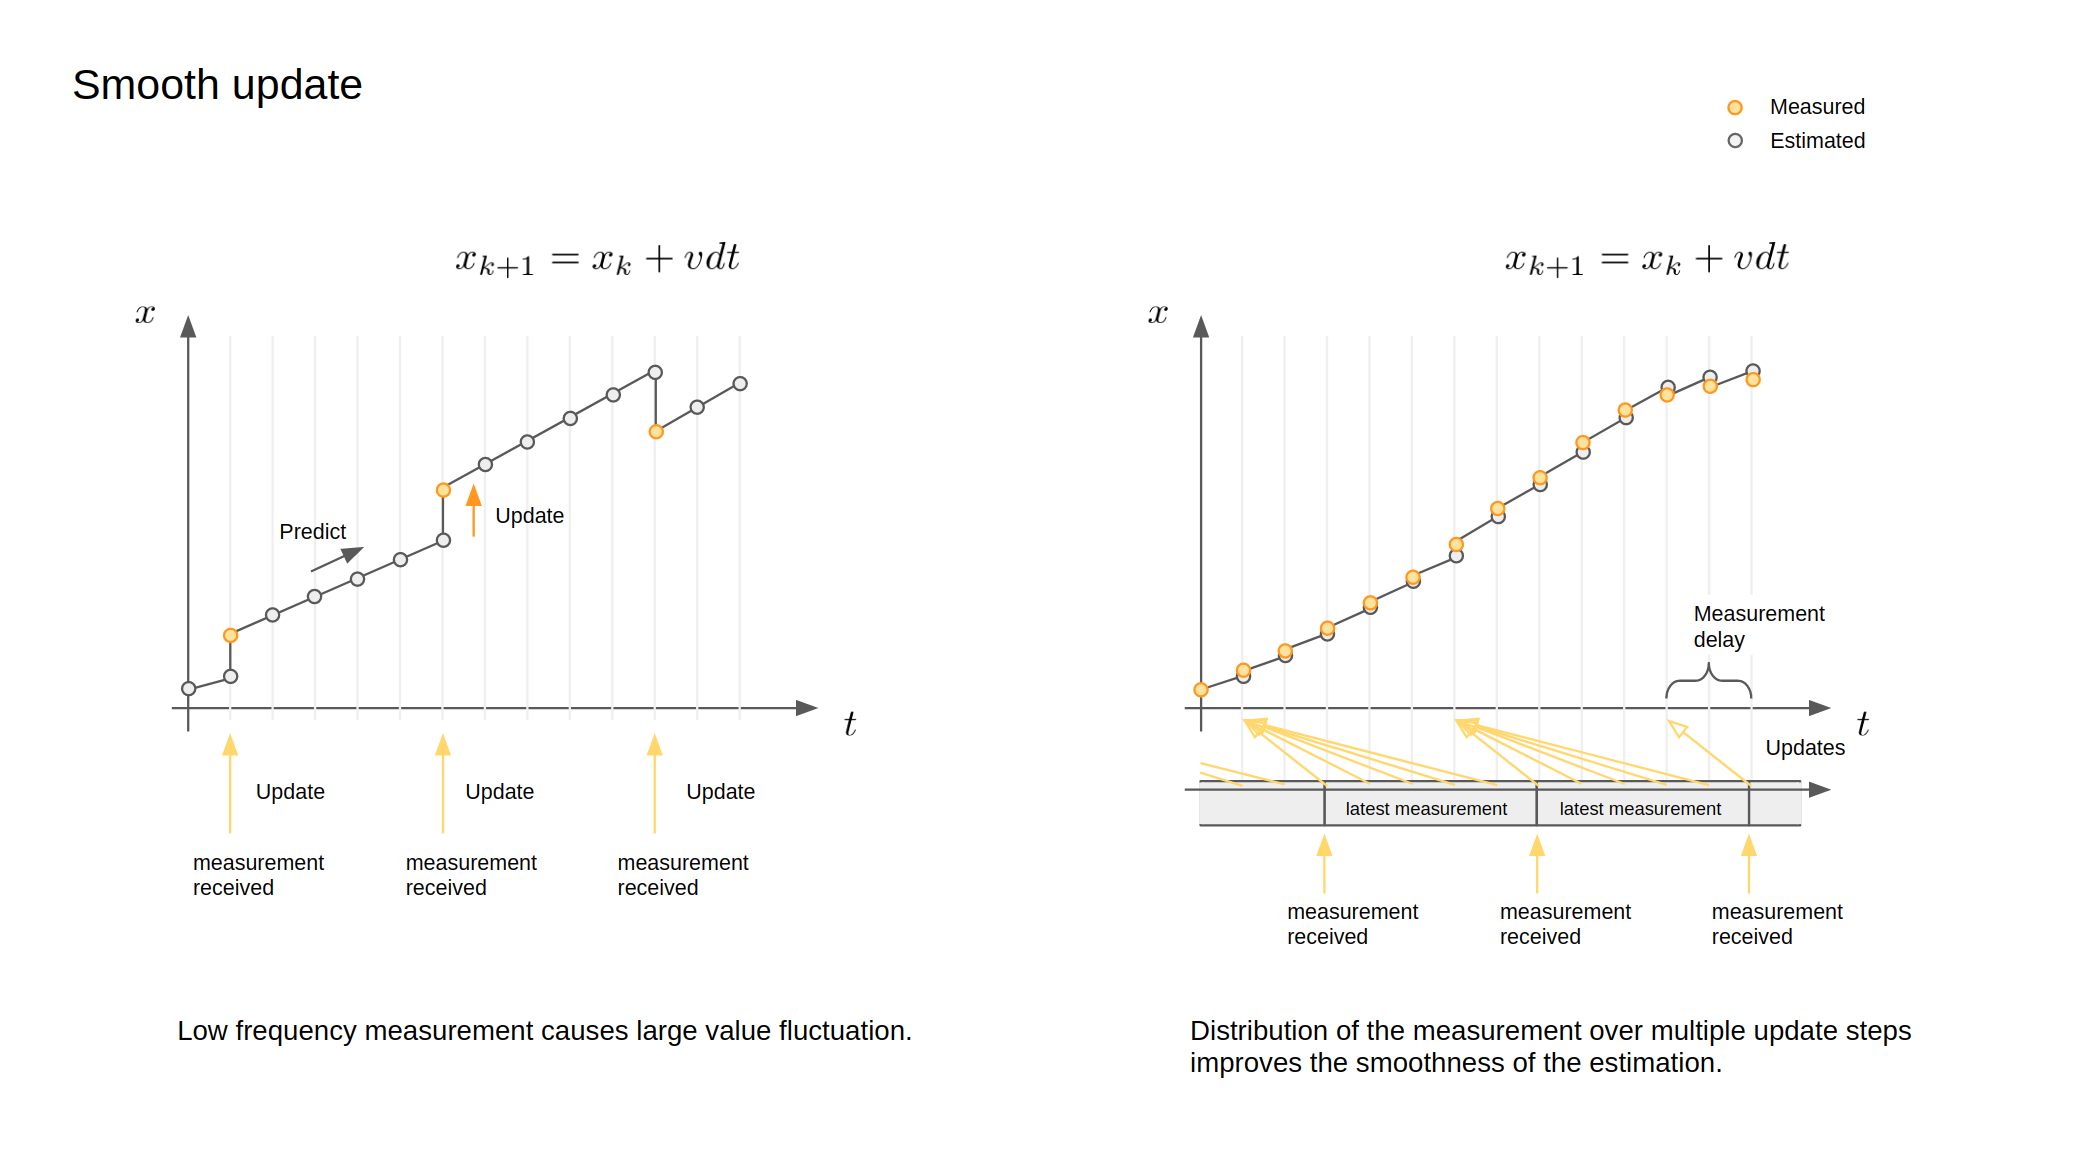 Smooth update
Measured
Estimated
x_{k+1} = x_k + vdt
x
Predict
Update
t
Update
Update
Update
measurement
received
measurement
received
measurement
received
Low frequency measurement causes large value fluctuation.
x_{k+1} = x_k + vdt
x
Measurement
delay
t
Updates
latest measurement
latest measurement
measurement
received
measurement
received
measurement
received
Distribution of the measurement over multiple update steps
improves the smoothness of the estimation.